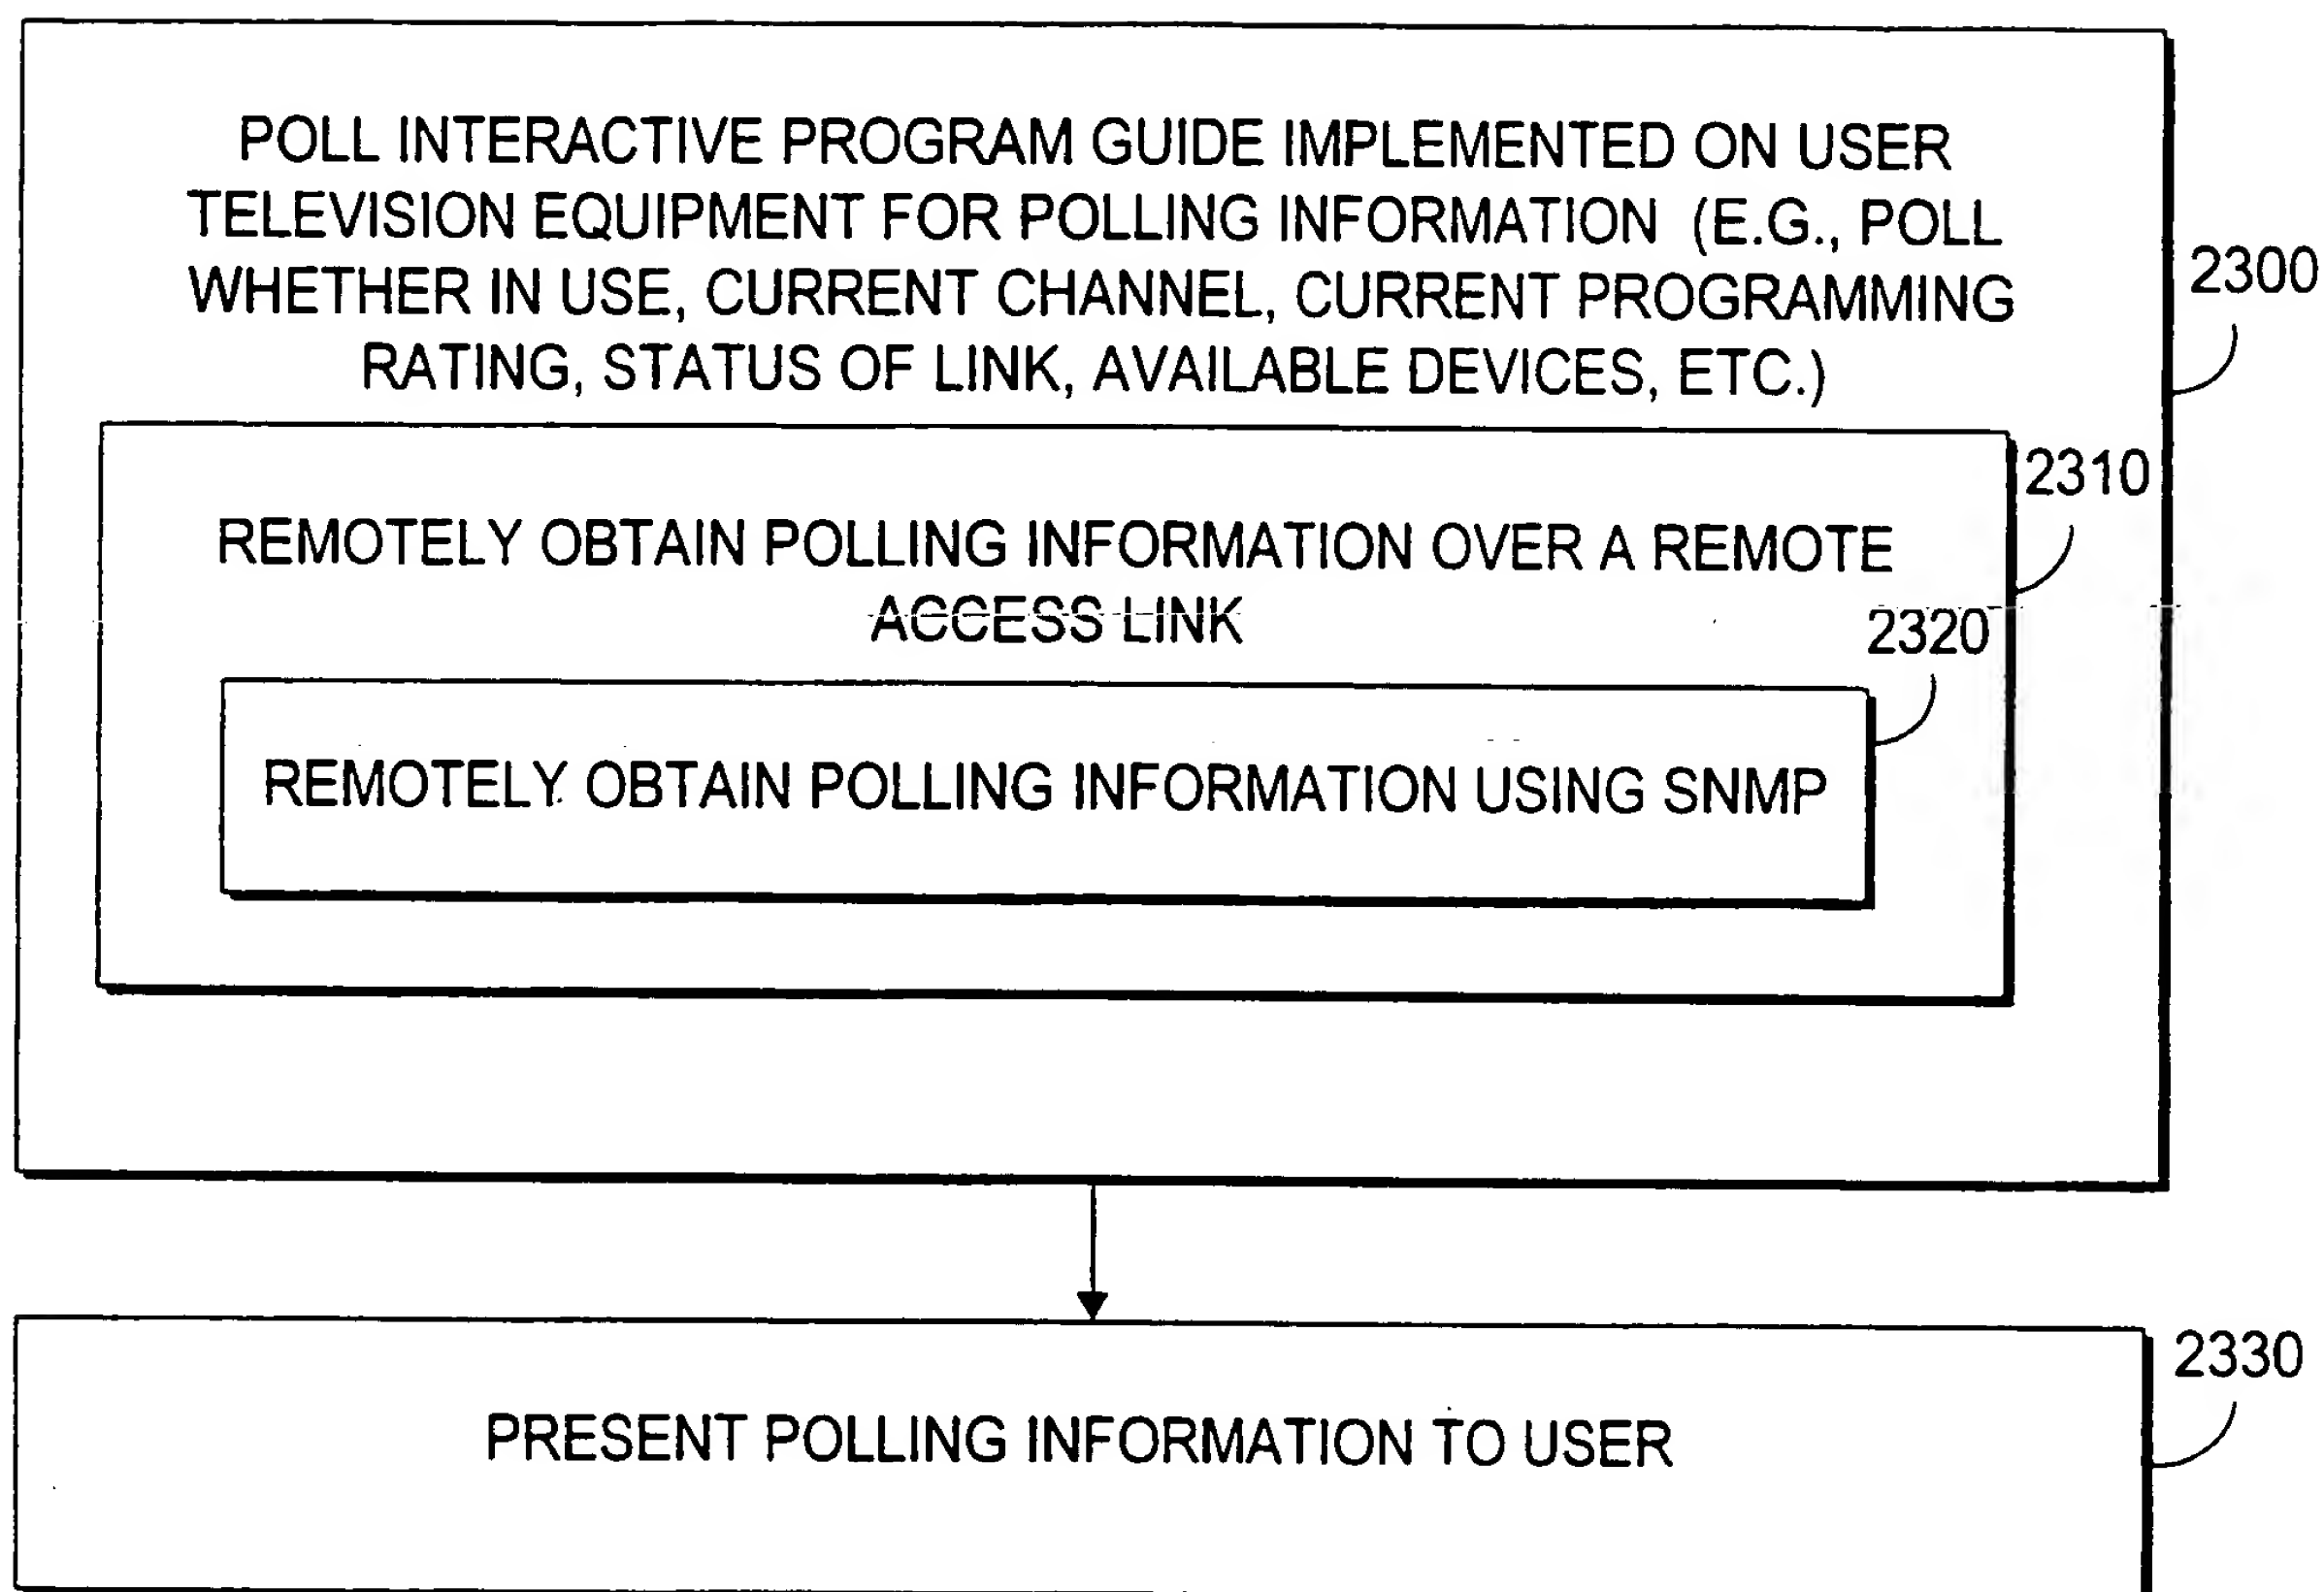 POLL INTERACTIVE PROGRAM GUIDE IMPLEMENTED ON USER
TELEVISION EQUIPMENT FOR POLLING INFORMATION (E.G., POLL
WHETHER IN USE, CURRENT CHANNEL, CURRENT PROGRAMMING
RATING, STATUS OF LINK, AVAILABLE DEVICES, ETC.)
2300
2310
REMOTELY OBTAIN POLLING INFORMATION OVER A REMOTE
ACCESS LINK
2320
REMOTELY OBTAIN POLLING INFORMATION USING SNMP
2330
PRESENT POLLING INFORMATION TO USER